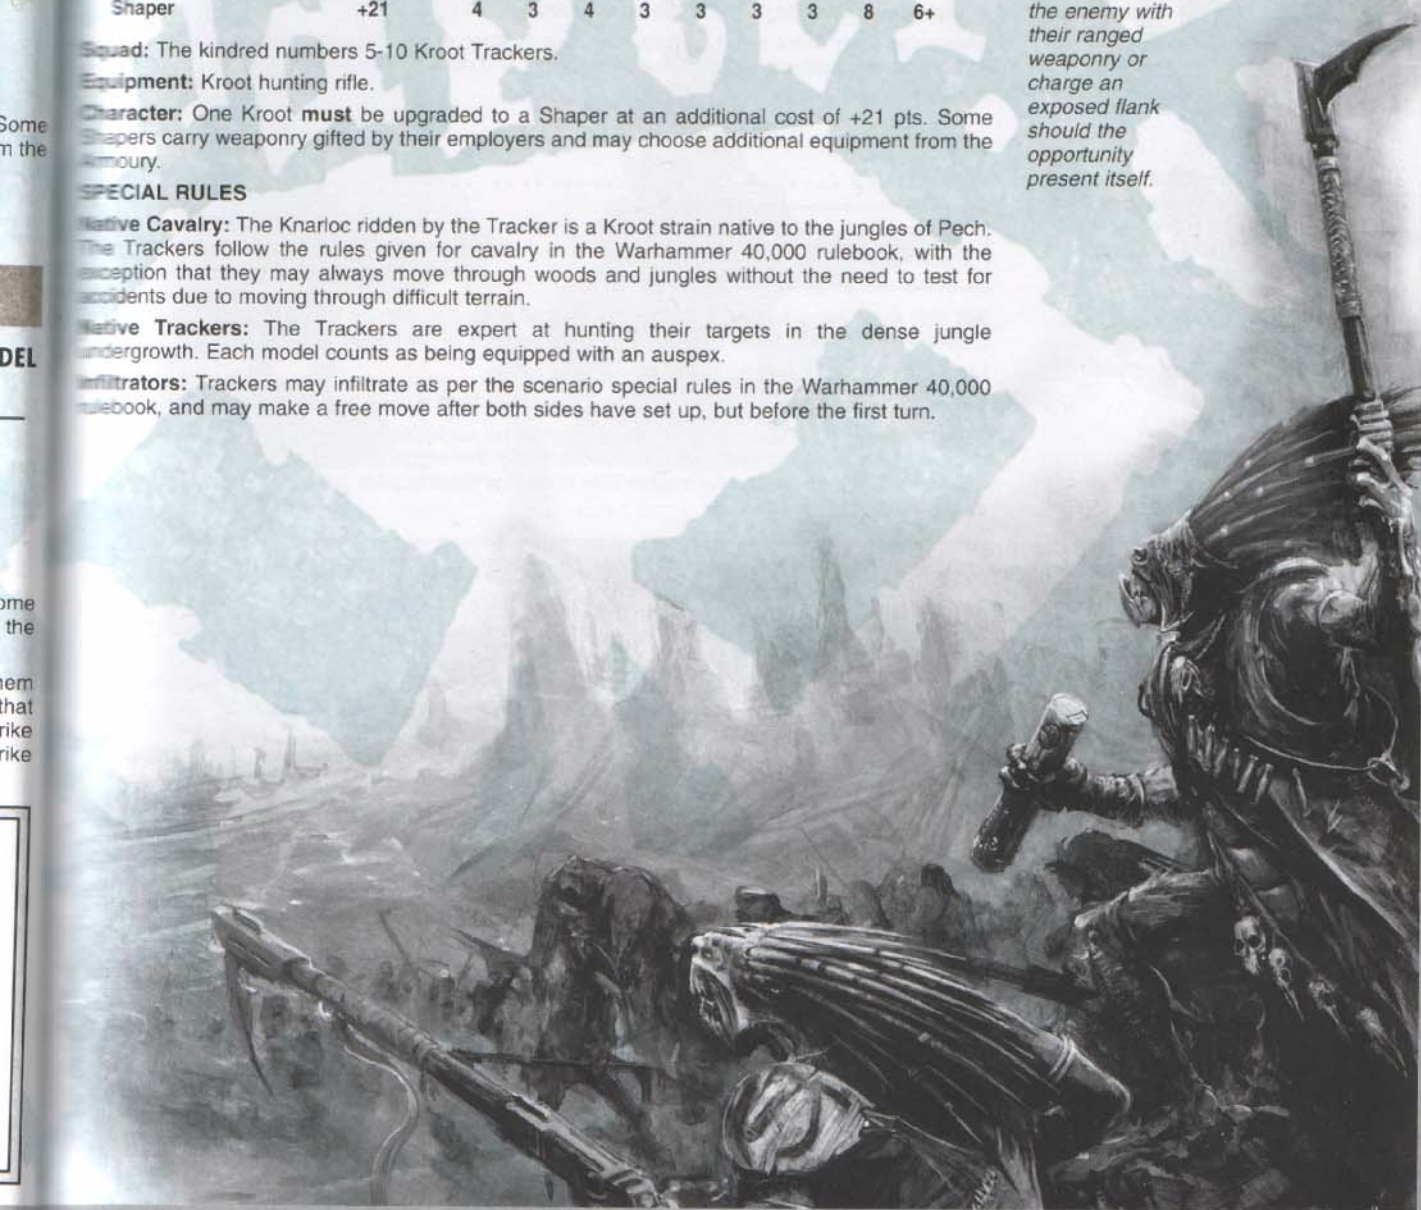 Shaper +21 4 3 4 3 3 3 3 8 6+
Squad: The kindred numbers 5-10 Kroot Trackers.
Equipment: Kroot hunting rifle.
Character: One Kroot must be upgraded to a Shaper at an additional cost of +21 pts. Some
Shapers carry weaponry gifted by their employers and may choose additional equipment from the
Armoury.
SPECIAL RULES
Native Cavalry: The Knarloc ridden by the Tracker is a Kroot strain native to the jungles of Pech.
The Trackers follow the rules given for cavalry in the Warhammer 40,000 rulebook, with the
exception that they may always move through woods and jungles without the need to test for
accidents due to moving through difficult terrain.
Native Trackers: The Trackers are expert at hunting their targets in the dense jungle
undergrowth. Each model counts as being equipped with an auspex.
Infiltrators: Trackers may infiltrate as per the scenario special rules in the Warhammer 40,000
rulebook, and may make a free move after both sides have set up, but before the first turn.
the enemy with
their ranged
weaponry or
charge an
exposed flank
should the
opportunity
present itself.
Some
m the
DEL
ome
the
hem
that
rike
rike